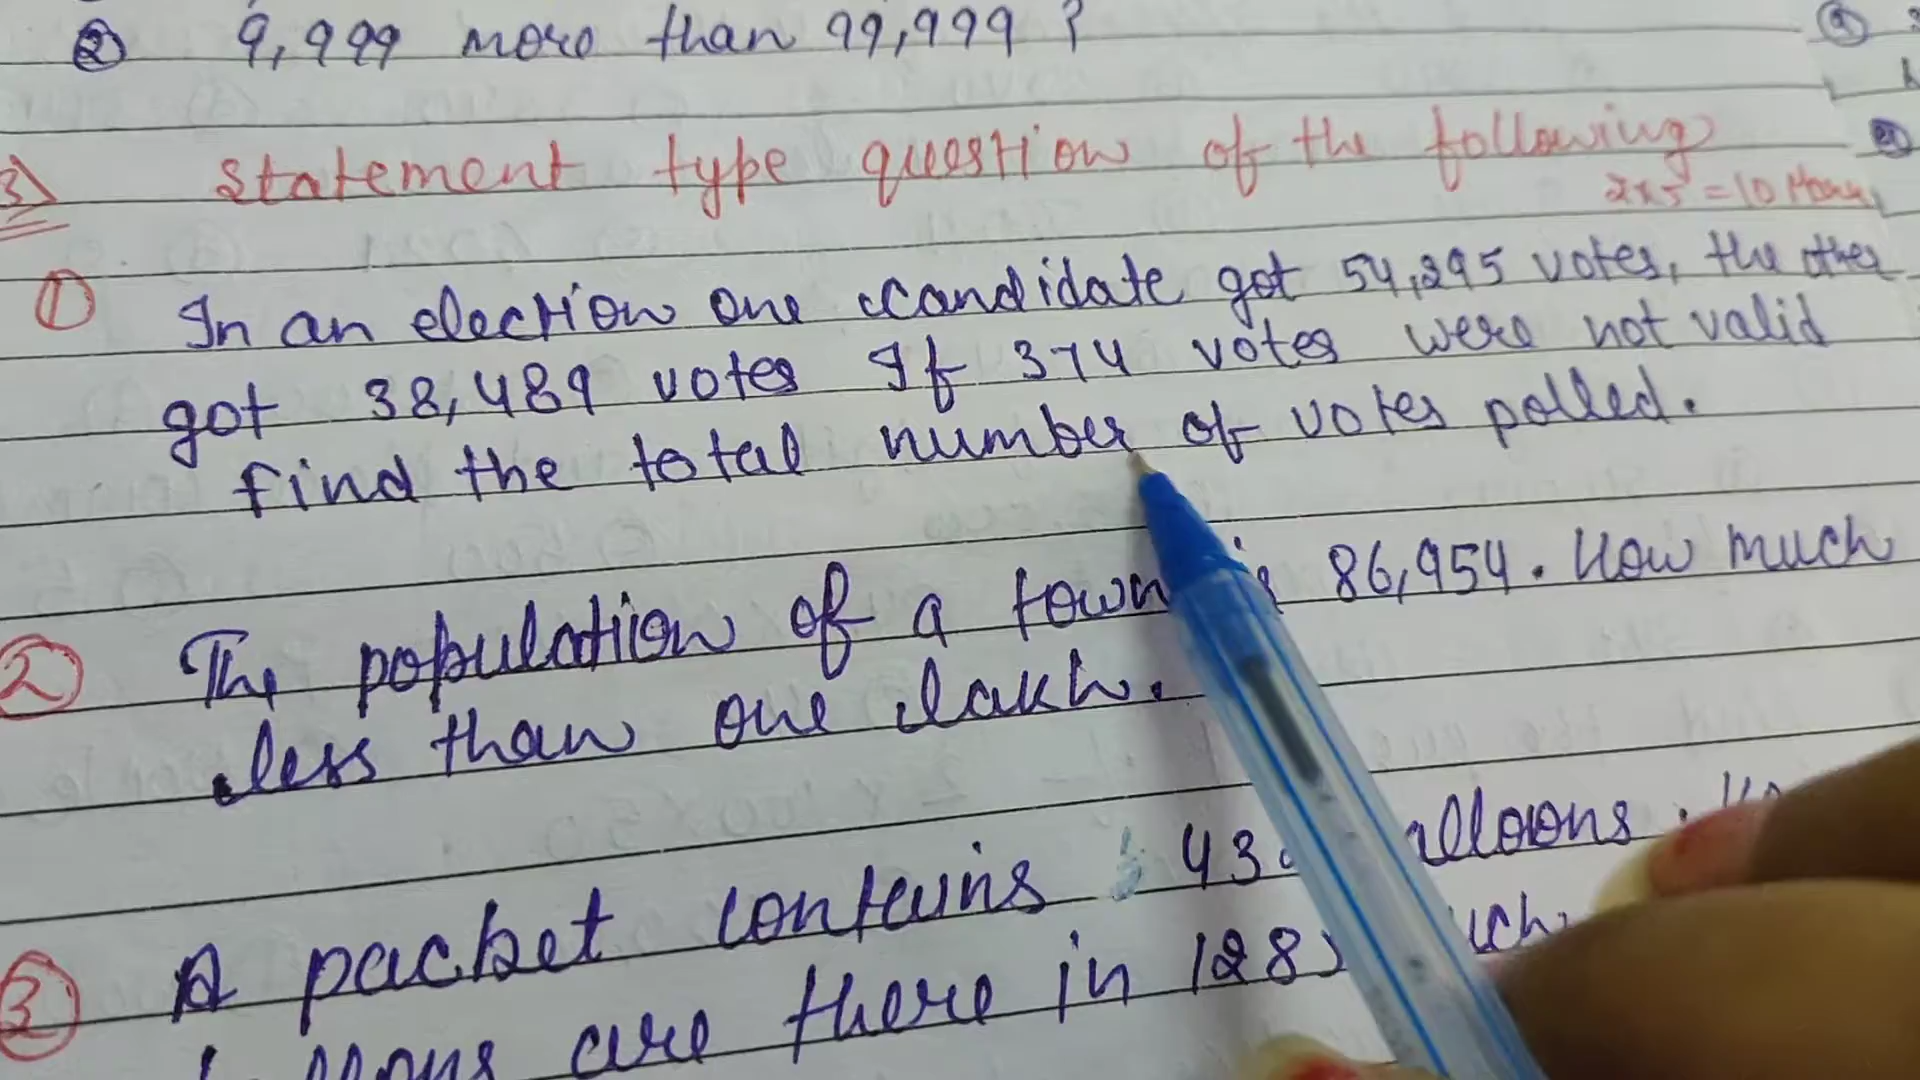 ② 9,999 more than 99,999 ?
3) Statement type question of the following
2x5 = 10 Marks
① In an election one candidate got 54,295 votes, the other
got 38,489 votes If 374 votes were not valid
find the total number of votes polled.
② The population of a town 86,954. How much
less than one lakh.
③ A packet contains 43
are there in 128